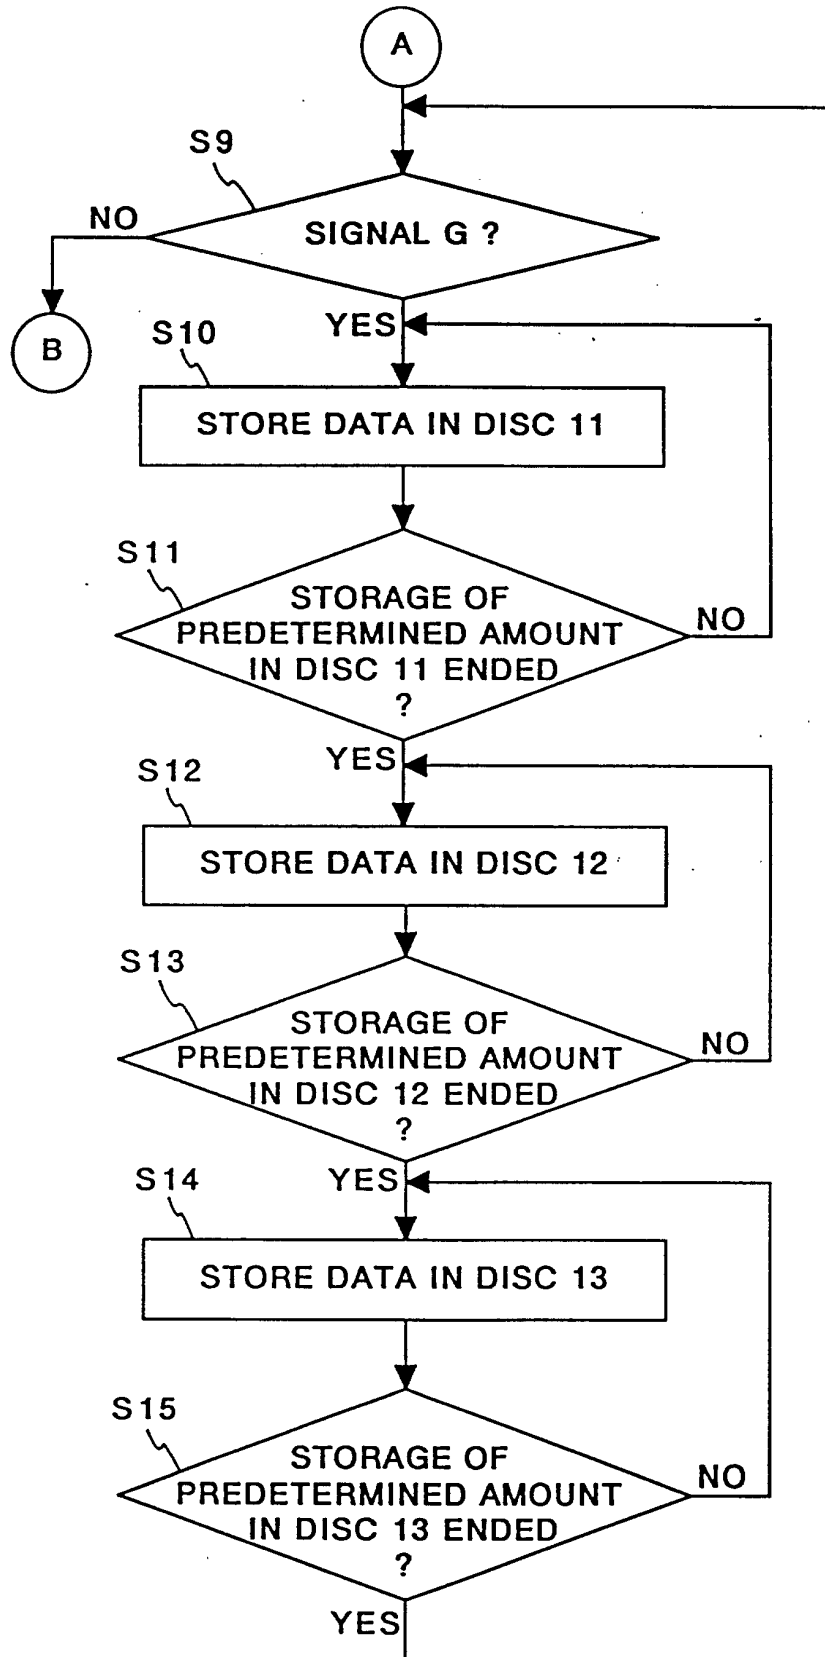 A
S9
NO
SIGNAL G ?
B
YES
S10
STORE DATA IN DISC 11
S11
STORAGE OF
PREDETERMINED AMOUNT
IN DISC 11 ENDED
?
NO
YES
S12
STORE DATA IN DISC 12
S13
STORAGE OF
PREDETERMINED AMOUNT
IN DISC 12 ENDED
?
NO
YES
S14
STORE DATA IN DISC 13
S15
STORAGE OF
PREDETERMINED AMOUNT
IN DISC 13 ENDED
?
NO
YES